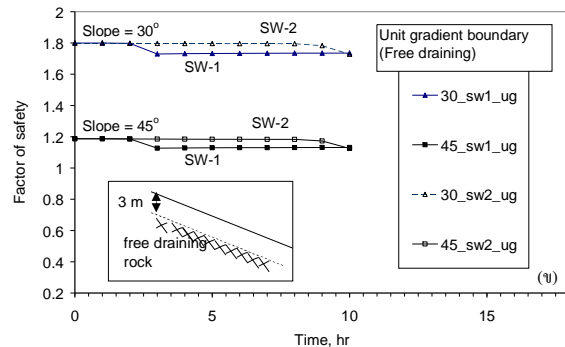 Factor of safety
1.8
1.6
1.4
1.2
1.0
0.8
0.6
0.4
0.2
Slope = 30°
SW-2
SW-1
Slope = 45°
SW-2
SW-1
3 m
free draining
rock
0
5
10
15
Time, hr
Unit gradient boundary
(Free draining)
30_sw1_ug
45_sw1_ug
30_sw2_ug
45_sw2_ug
(ข)